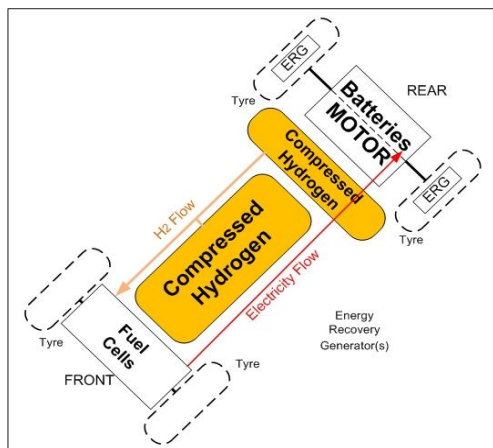 ERG
Tyre
Batteries
MOTOR
REAR
Compressed
Hydrogen
ERG
Tyre
H2 Flow
Compressed
Hydrogen
Electricity Flow
Energy
Recovery
Generator(s)
Fuel
Cells
Tyre
FRONT
Tyre